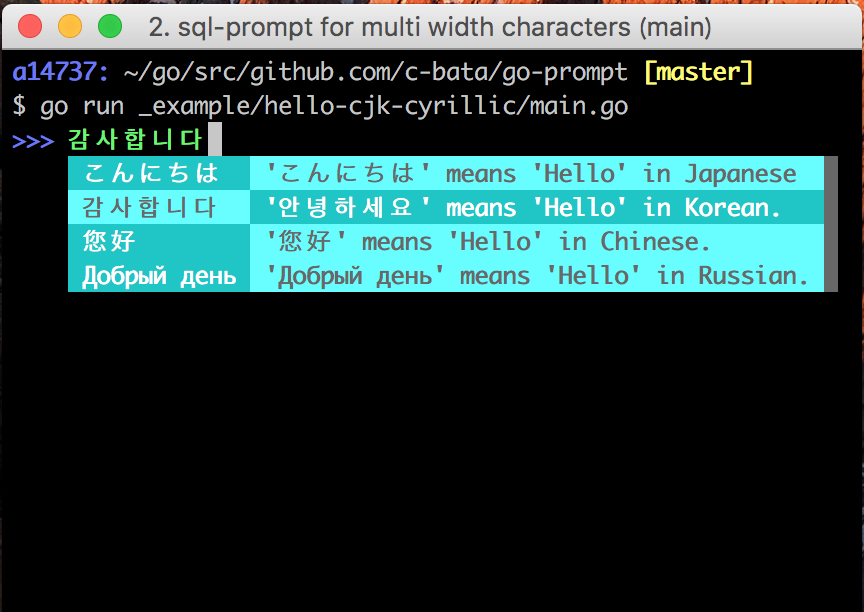 2. sql-prompt for multi width characters (main)
a14737: ~/go/src/github.com/c-bata/go-prompt [master]
$ go run _example/hello-cjk-cyrillic/main.go
>>> 감사합니다
こんにちは 'こんにちは' means 'Hello' in Japanese
감사합니다 '안녕하세요' means 'Hello' in Korean.
您好 '您好' means 'Hello' in Chinese.
Добрый день 'Добрый день' means 'Hello' in Russian.